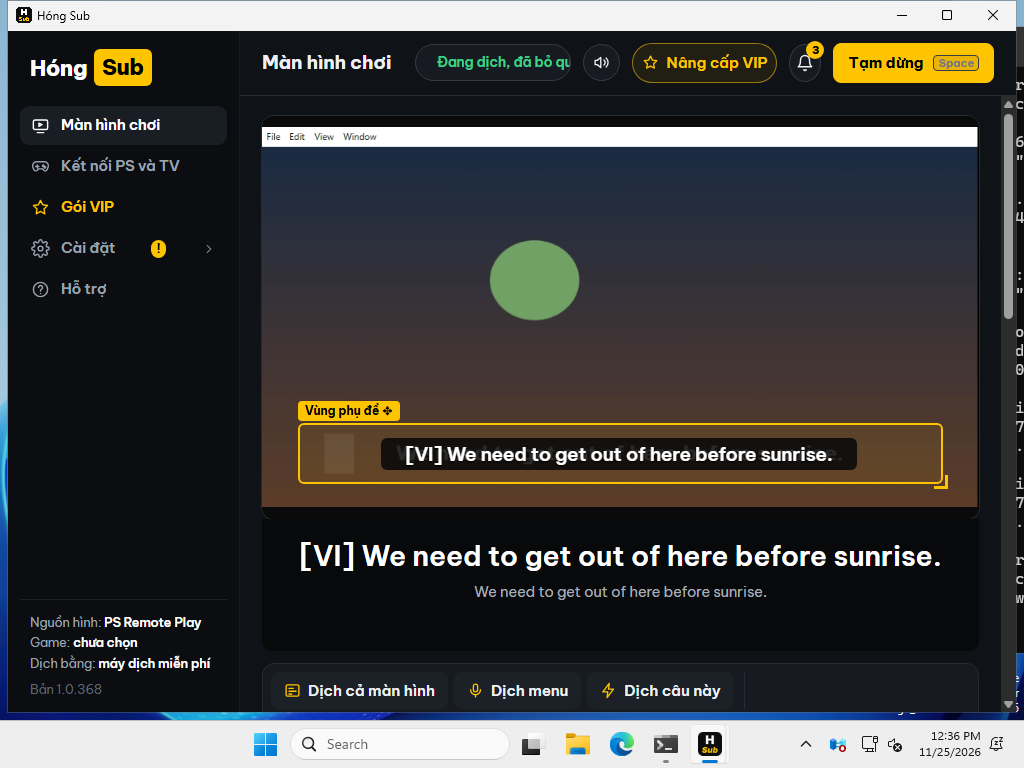 Hóng Sub
Hóng Sub
Màn hình chơi
Kết nối PS và TV
Gói VIP
Cài đặt
!
Hỗ trợ
Nguồn hình: PS Remote Play
Game: chưa chọn
Dịch bằng: máy dịch miễn phí
Bản 1.0.368
Màn hình chơi
Đang dịch, đã bỏ qu
Nâng cấp VIP
3
Tạm dừng Space
File Edit View Window
Vùng phụ đề
[VI] We need to get out of here before sunrise.
[VI] We need to get out of here before sunrise.
We need to get out of here before sunrise.
Dịch cả màn hình
Dịch menu
Dịch câu này
Search
H
Sub
12:36 PM
11/25/2026